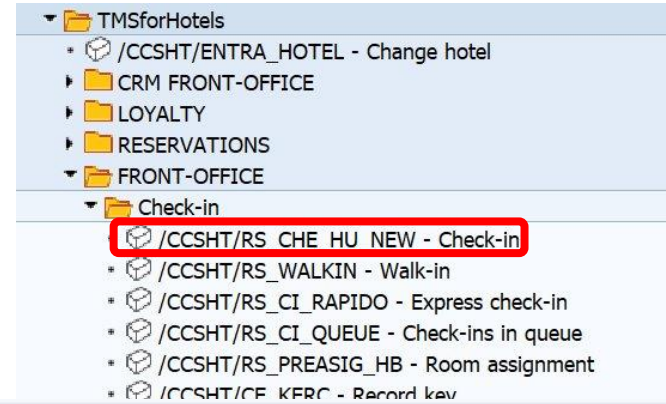 TMSforHotels
/CCSHT/ENTRA_HOTEL - Change hotel
CRM FRONT-OFFICE
LOYALTY
RESERVATIONS
FRONT-OFFICE
Check-in
/CCSHT/RS_CHE_HU_NEW - Check-in
/CCSHT/RS_WALKIN - Walk-in
/CCSHT/RS_CI_RAPIDO - Express check-in
/CCSHT/RS_CI_QUEUE - Check-ins in queue
/CCSHT/RS_PREASIG_HB - Room assignment
/CCSHT/CE_KERC - Record key